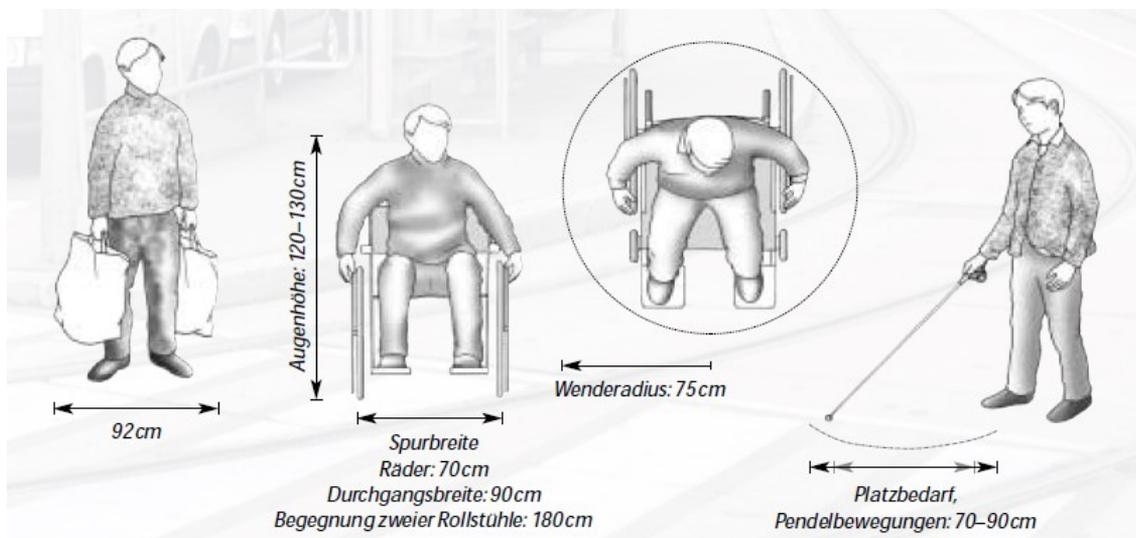 92cm
Augenhöhe: 120–130cm
Spurbreite
Räder: 70cm
Durchgangsbreite: 90cm
Begegnung zweier Rollstühle: 180cm
Wenderadius: 75cm
Platzbedarf,
Pendelbewegungen: 70–90cm